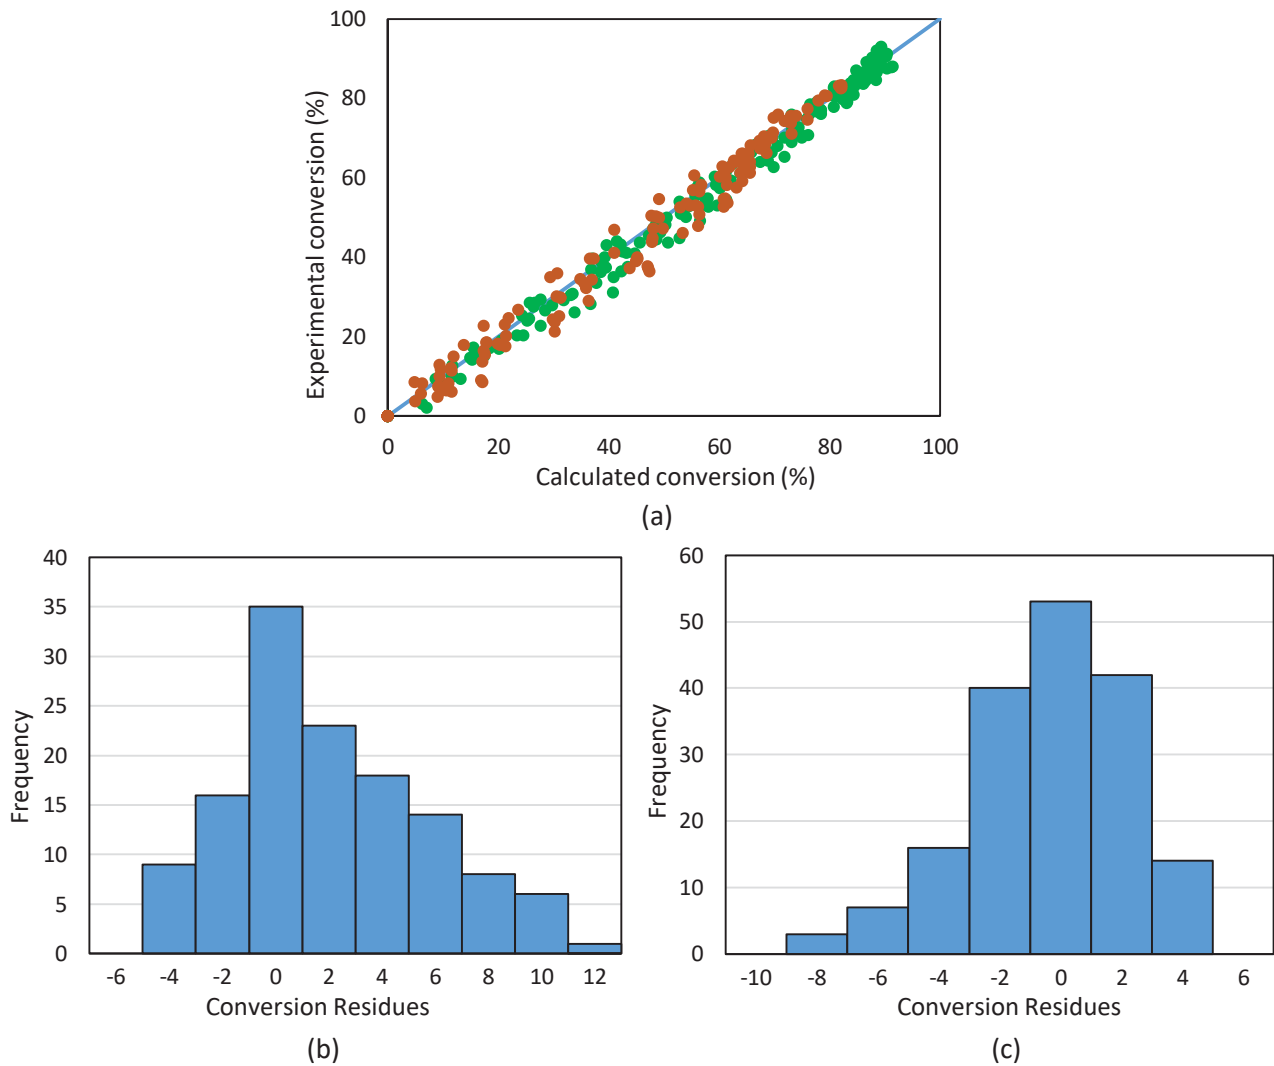 100
80
60
40
20
0
Experimental conversion (%)
0 20 40 60 80 100
Calculated conversion (%)
(a)
40
35
30
25
20
15
10
5
0
Frequency
-6 -4 -2 0 2 4 6 8 10 12
Conversion Residues
(b)
60
50
40
30
20
10
0
Frequency
-10 -8 -6 -4 -2 0 2 4 6
Conversion Residues
(c)